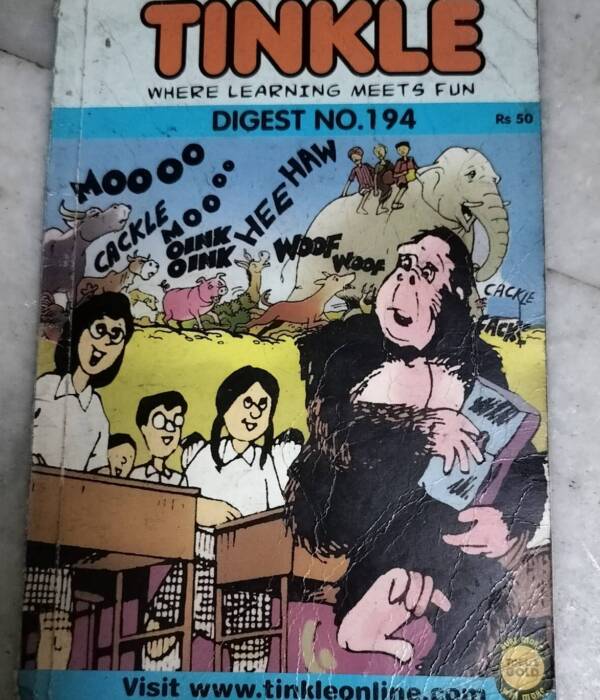 TINKLE
WHERE LEARNING MEETS FUN
DIGEST NO.194
Rs 50
MOOOO
CACKLE
MOOOO
OINK
OINK
HEE HAW
WOOF
WOOF
CACKLE
Visit www.tinkleonline.com
GOLD